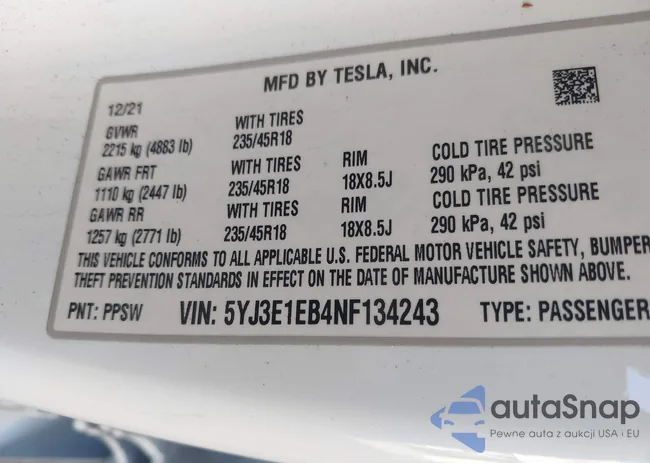 MFD BY TESLA, INC.
12/21
GVWR
2215 kg (4883 lb)
WITH TIRES
235/45R18
GAWR FRT
1110 kg (2447 lb)
WITH TIRES
235/45R18
RIM
18X8.5J
COLD TIRE PRESSURE
290 kPa, 42 psi
GAWR RR
1257 kg (2771 lb)
WITH TIRES
235/45R18
RIM
18X8.5J
COLD TIRE PRESSURE
290 kPa, 42 psi
THIS VEHICLE CONFORMS TO ALL APPLICABLE U.S. FEDERAL MOTOR VEHICLE SAFETY, BUMPER
THEFT PREVENTION STANDARDS IN EFFECT ON THE DATE OF MANUFACTURE SHOWN ABOVE.
PNT: PPSW VIN: 5YJ3E1EB4NF134243 TYPE: PASSENGER
autaSnap
Pewne auta z aukcji USA i EU